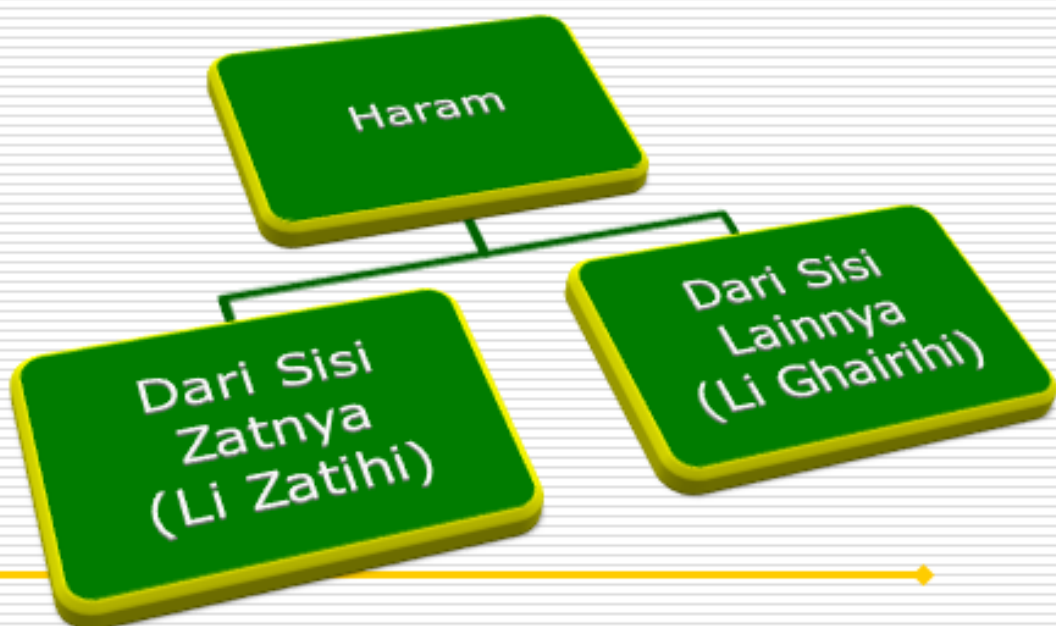 Haram
Dari Sisi
Zatnya
(Li Zatihi)
Dari Sisi
Lainnya
(Li Ghairihi)